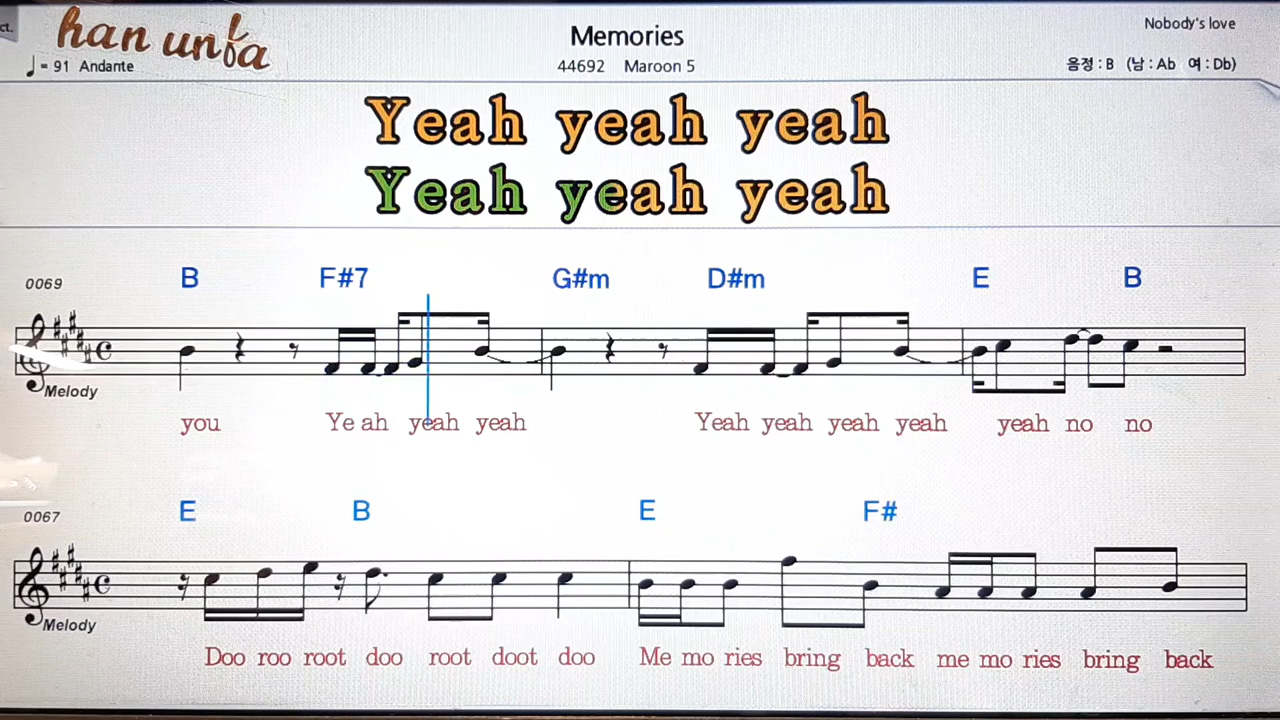 ct.
han unfa
♩= 91 Andante
Memories
44692 Maroon 5
Nobody's love
음정 : B (남 : Ab 여 : Db)
Yeah yeah yeah
Yeah yeah yeah
0069
B F#7 G#m D#m E B
Melody
you Ye ah yeah yeah Yeah yeah yeah yeah yeah no no
0067
E B E F#
Melody
Doo roo root doo root doot doo Me mo ries bring back me mo ries bring back